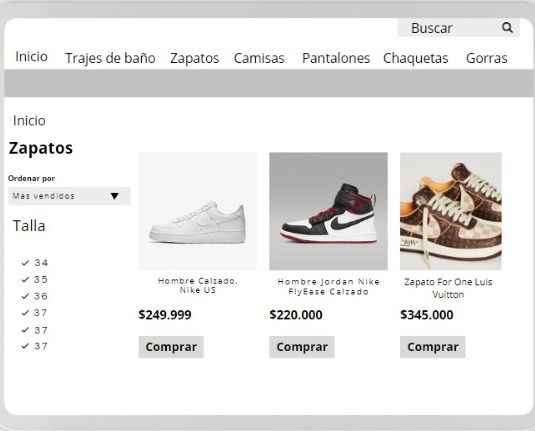 Buscar
Inicio Trajes de baño Zapatos Camisas Pantalones Chaquetas Gorras
Inicio
Zapatos
Ordenar por
Mas vendidos
Talla
34
35
36
37
37
37
Hombre Calzado.
Nike US
$249.999
Comprar
Hombre Jordan Nike
FlyEase Calzado
$220.000
Comprar
"AIR"
Zapato For One Luis
Vuitton
$345.000
Comprar